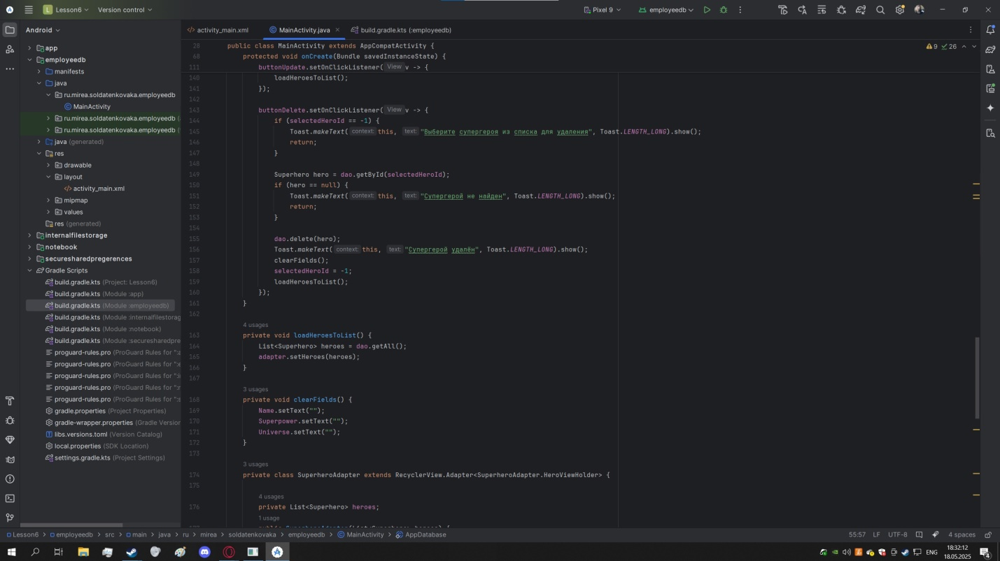 L Lesson6 Version control Pixel 9 employeedb
Android
activity_main.xml MainActivity.java build.gradle.kts (:employeedb)
app
employeedb
manifests
java
ru.mirea.soldatenkovaka.employeedb
MainActivity
ru.mirea.soldatenkovaka.employeedb
ru.mirea.soldatenkovaka.employeedb
java (generated)
res
drawable
layout
activity_main.xml
mipmap
values
res (generated)
internalfilestorage
notebook
securesharedpregerences
Gradle Scripts
build.gradle.kts (Project: Lesson6)
build.gradle.kts (Module :app)
build.gradle.kts (Module :employeedb)
build.gradle.kts (Module :internalfilestorag
build.gradle.kts (Module :notebook)
build.gradle.kts (Module :securesharedpre
proguard-rules.pro (ProGuard Rules for ":a
proguard-rules.pro (ProGuard Rules for ":e
proguard-rules.pro (ProGuard Rules for ":i
proguard-rules.pro (ProGuard Rules for ":r
proguard-rules.pro (ProGuard Rules for ":s
gradle.properties (Project Properties)
gradle-wrapper.properties (Gradle Version
libs.versions.toml (Version Catalog)
local.properties (SDK Location)
settings.gradle.kts (Project Settings)
9 26
28 public class MainActivity extends AppCompatActivity {
68 protected void onCreate(Bundle savedInstanceState) {
111 buttonUpdate.setOnClickListener( View v -> {
140 loadHeroesToList();
141 });
142
143 buttonDelete.setOnClickListener( View v -> {
144 if (selectedHeroId == -1) {
145 Toast.makeText( context: this, text: "Выберите супергероя из списка для удаления", Toast.LENGTH_LONG).show();
146 return;
147 }
148
149 Superhero hero = dao.getById(selectedHeroId);
150 if (hero == null) {
151 Toast.makeText( context: this, text: "Супергерой не найден", Toast.LENGTH_LONG).show();
152 return;
153 }
154
155 dao.delete(hero);
156 Toast.makeText( context: this, text: "Супергерой удалён", Toast.LENGTH_LONG).show();
157 clearFields();
158 selectedHeroId = -1;
159 loadHeroesToList();
160 });
161 }
162
4 usages
163 private void loadHeroesToList() {
164 List<Superhero> heroes = dao.getAll();
165 adapter.setHeroes(heroes);
166 }
167
3 usages
168 private void clearFields() {
169 Name.setText("");
170 Superpower.setText("");
171 Universe.setText("");
172 }
173
3 usages
174 private class SuperheroAdapter extends RecyclerView.Adapter<SuperheroAdapter.HeroViewHolder> {
175
4 usages
176 private List<Superhero> heroes;
1 usage
Lesson6 > employeedb > src > main > java > ru > mirea > soldatenkovaka > employeedb > MainActivity > AppDatabase 55:57 LF UTF-8 4 spaces
ENG
18:32:12
18.05.2025
4